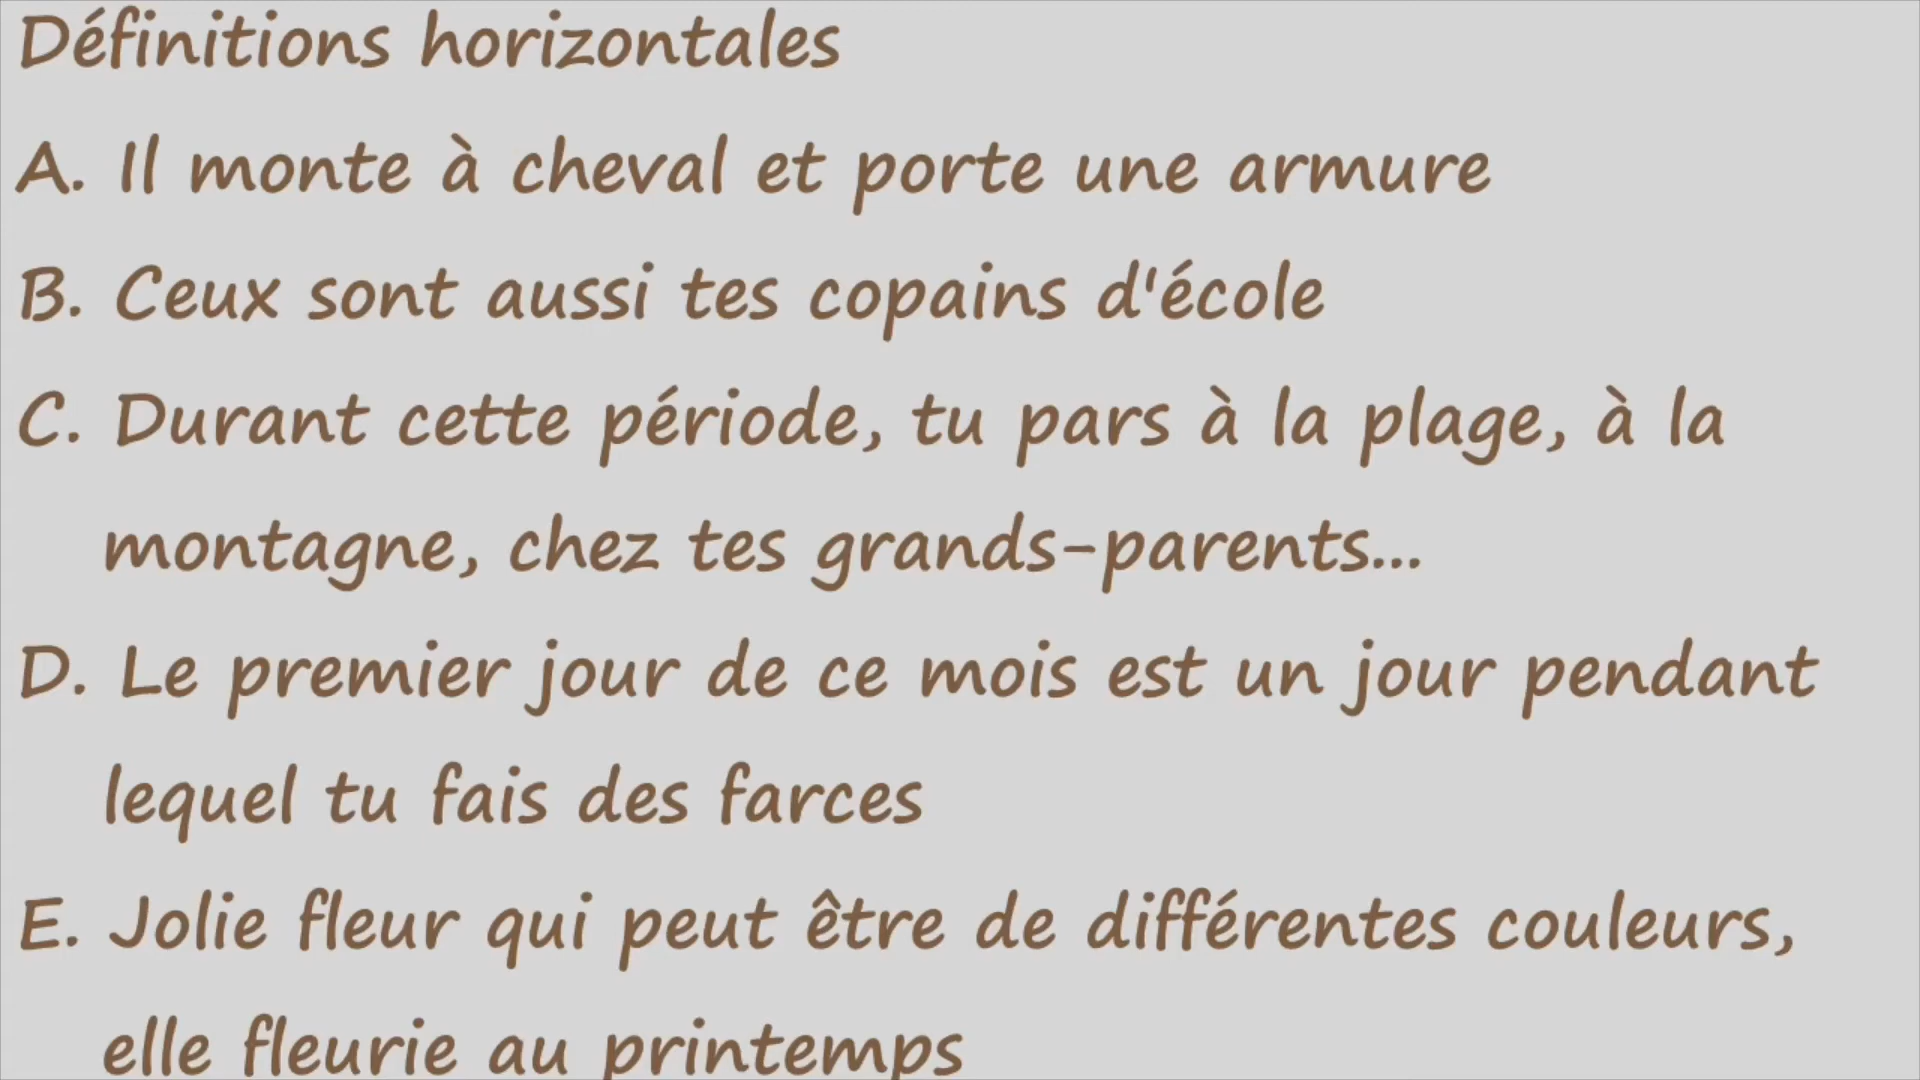 Définitions horizontales
A. Il monte à cheval et porte une armure
B. Ceux sont aussi tes copains d'école
C. Durant cette période, tu pars à la plage, à la
montagne, chez tes grands-parents...
D. Le premier jour de ce mois est un jour pendant
lequel tu fais des farces
E. Jolie fleur qui peut être de différentes couleurs,
elle fleurie au printemps